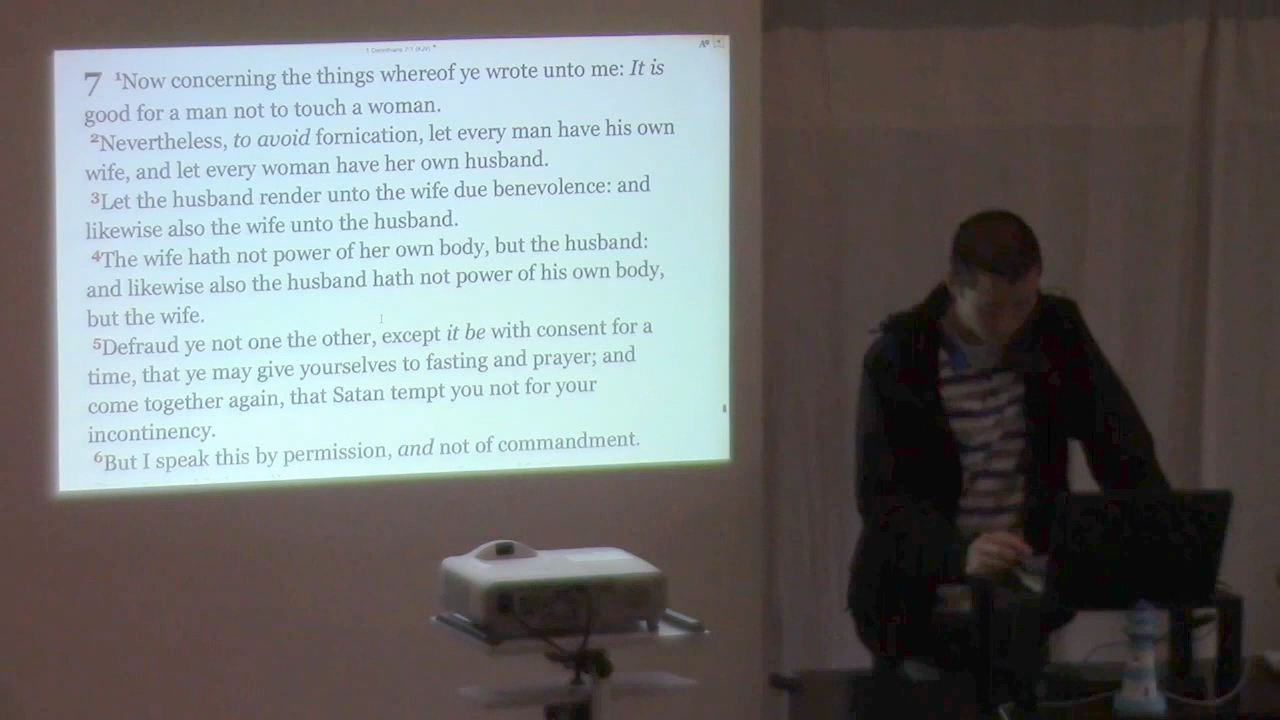 1 Corinthians 7:1 (KJV)
7 1Now concerning the things whereof ye wrote unto me: It is
good for a man not to touch a woman.
2Nevertheless, to avoid fornication, let every man have his own
wife, and let every woman have her own husband.
3Let the husband render unto the wife due benevolence: and
likewise also the wife unto the husband.
4The wife hath not power of her own body, but the husband:
and likewise also the husband hath not power of his own body,
but the wife.
5Defraud ye not one the other, except it be with consent for a
time, that ye may give yourselves to fasting and prayer; and
come together again, that Satan tempt you not for your
incontinency.
6But I speak this by permission, and not of commandment.